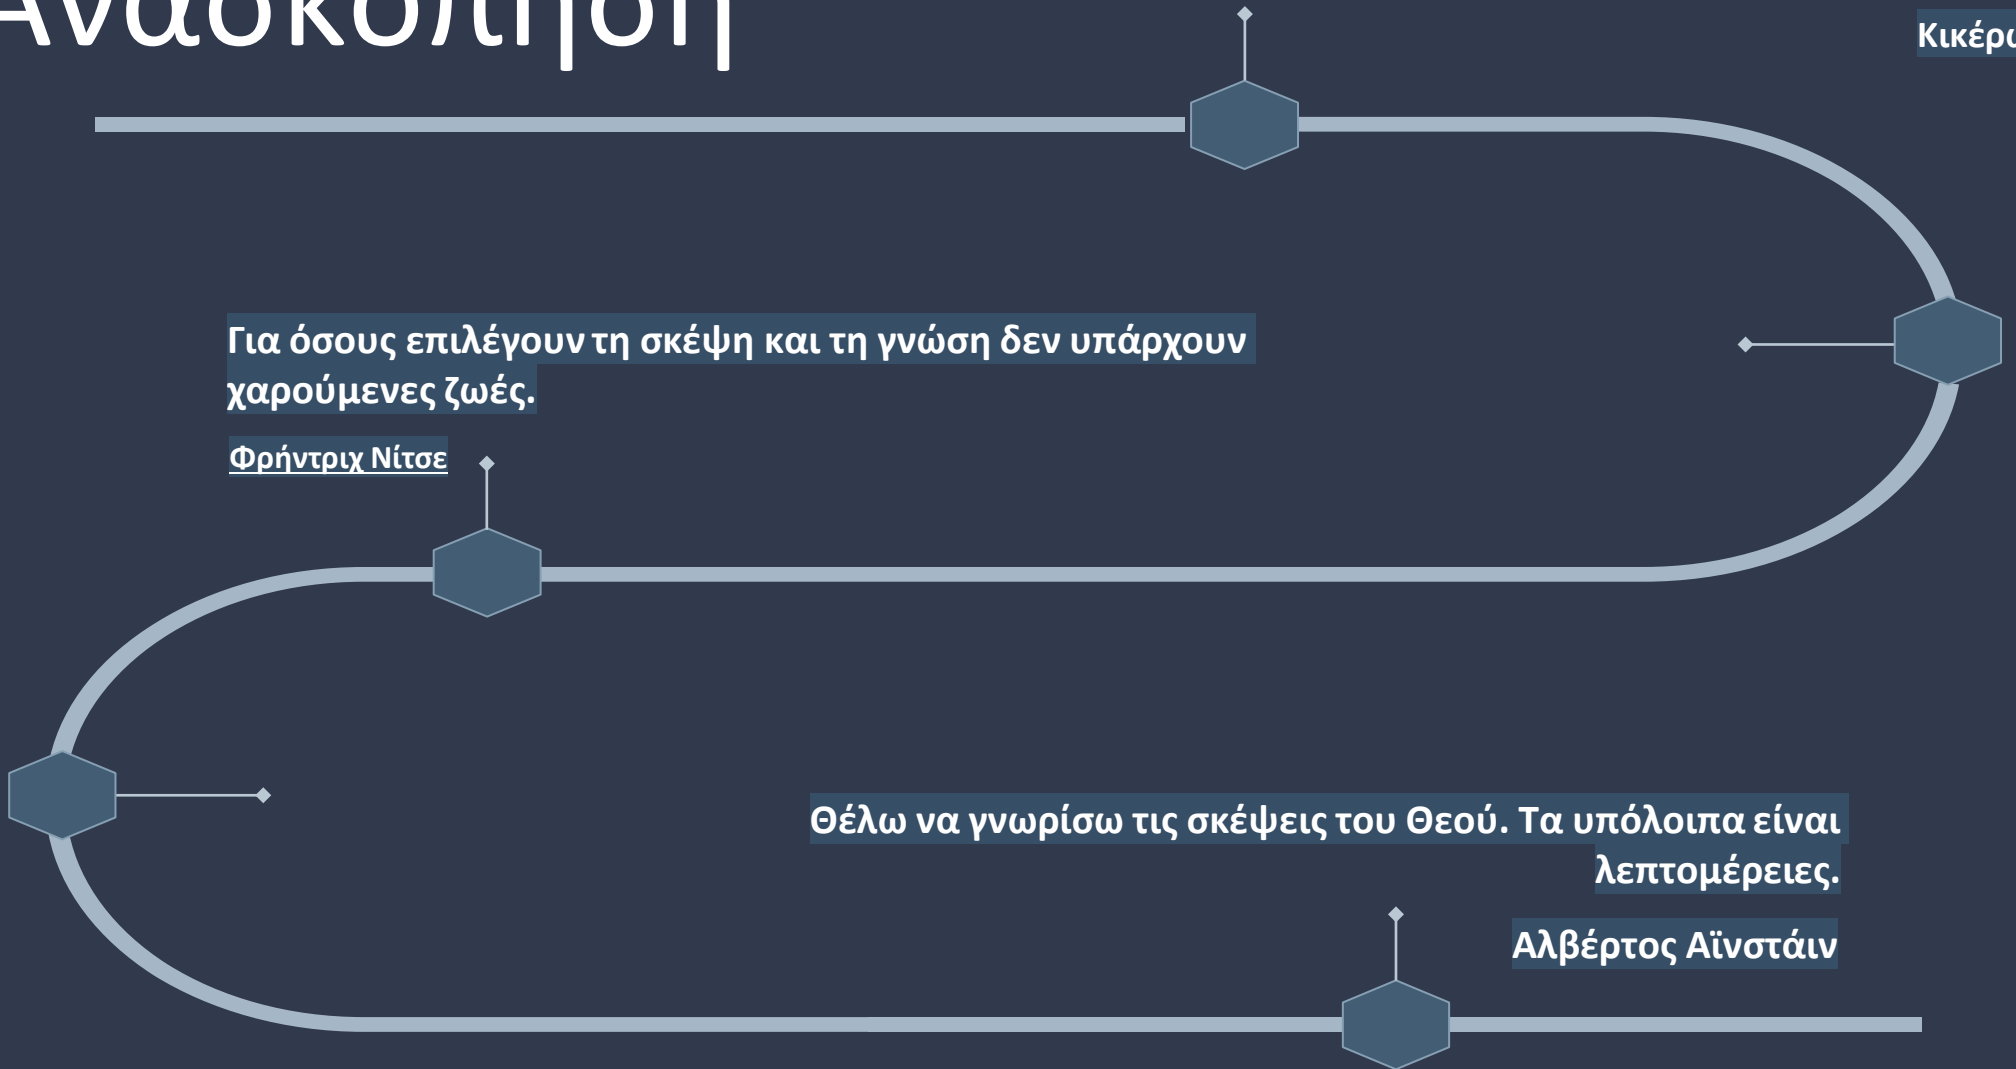 Ανασκόπηση
Για όσους επιλέγουν τη σκέψη και τη γνώση δεν υπάρχουν
χαρούμενες ζωές.
Φρήντριχ Νίτσε
Θέλω να γνωρίσω τις σκέψεις του Θεού. Τα υπόλοιπα είναι
λεπτομέρειες.
Αλβέρτος Αϊνστάιν